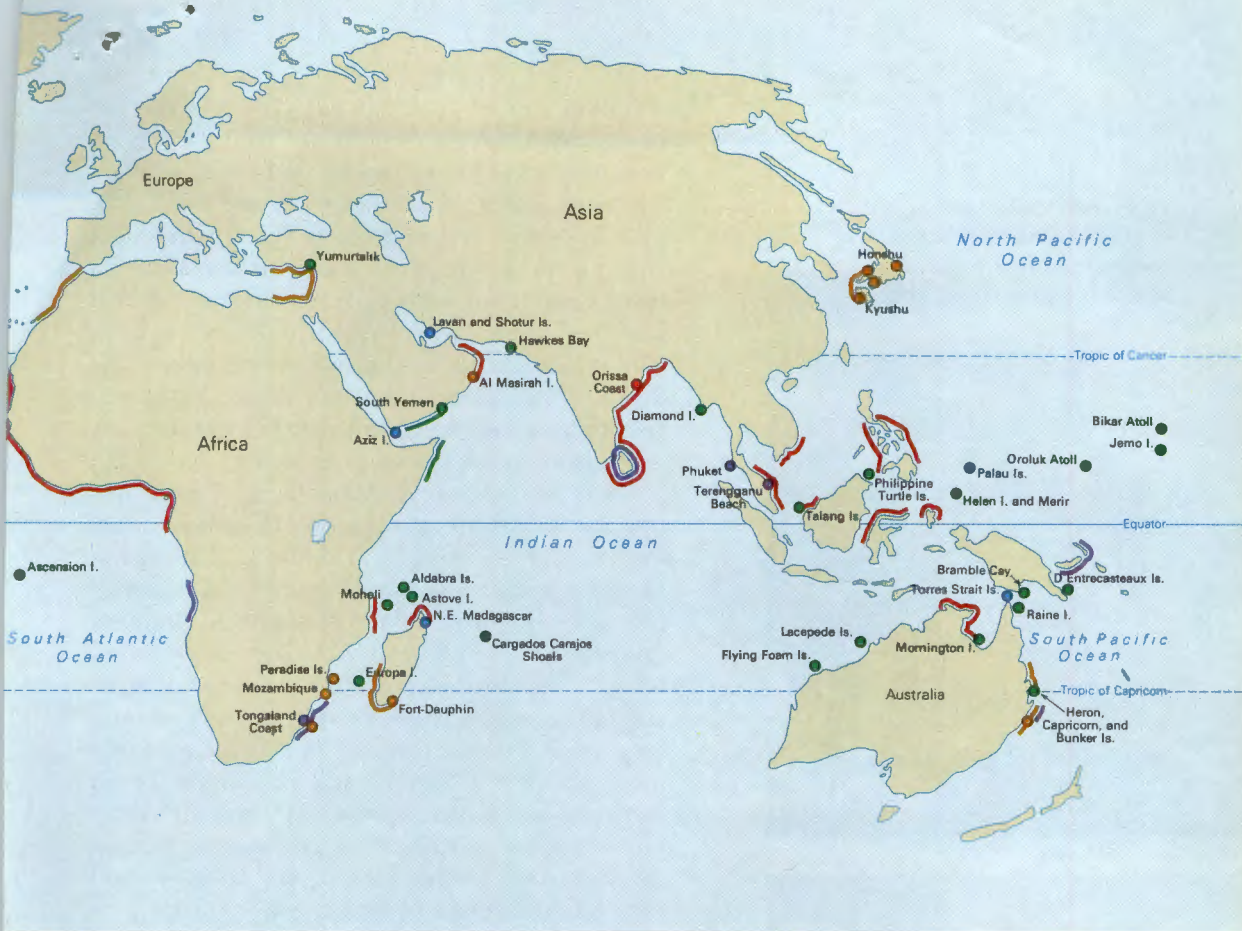 Europe
Asia
North Pacific
Ocean
Yumurtalık
Honshu
Kyushu
Lavan and Shotur Is.
Hawkes Bay
Tropic of Cancer
Al Masirah I.
Orissa
Coast
South Yemen
Diamond I.
Aziz I.
Africa
Bikar Atoll
Jemo I.
Oroluk Atoll
Phuket
Palau Is.
Terengganu
Beach
Philippine
Turtle Is.
Helen I. and Merir
Talang Is.
Equator
Indian Ocean
Ascension I.
Bramble Cay
Aldabra Is.
D'Entrecasteaux Is.
Moheli
Astove I.
Torres Strait Is.
N.E. Madagascar
Raine I.
South Atlantic
Ocean
Lacepede Is.
Cargados Carajos
Shoals
Mornington I.
South Pacific
Ocean
Flying Foam Is.
Paradise Is.
Europa I.
Mozambique
Australia
Tropic of Capricorn
Fort-Dauphin
Tongaland
Coast
Heron,
Capricorn, and
Bunker Is.